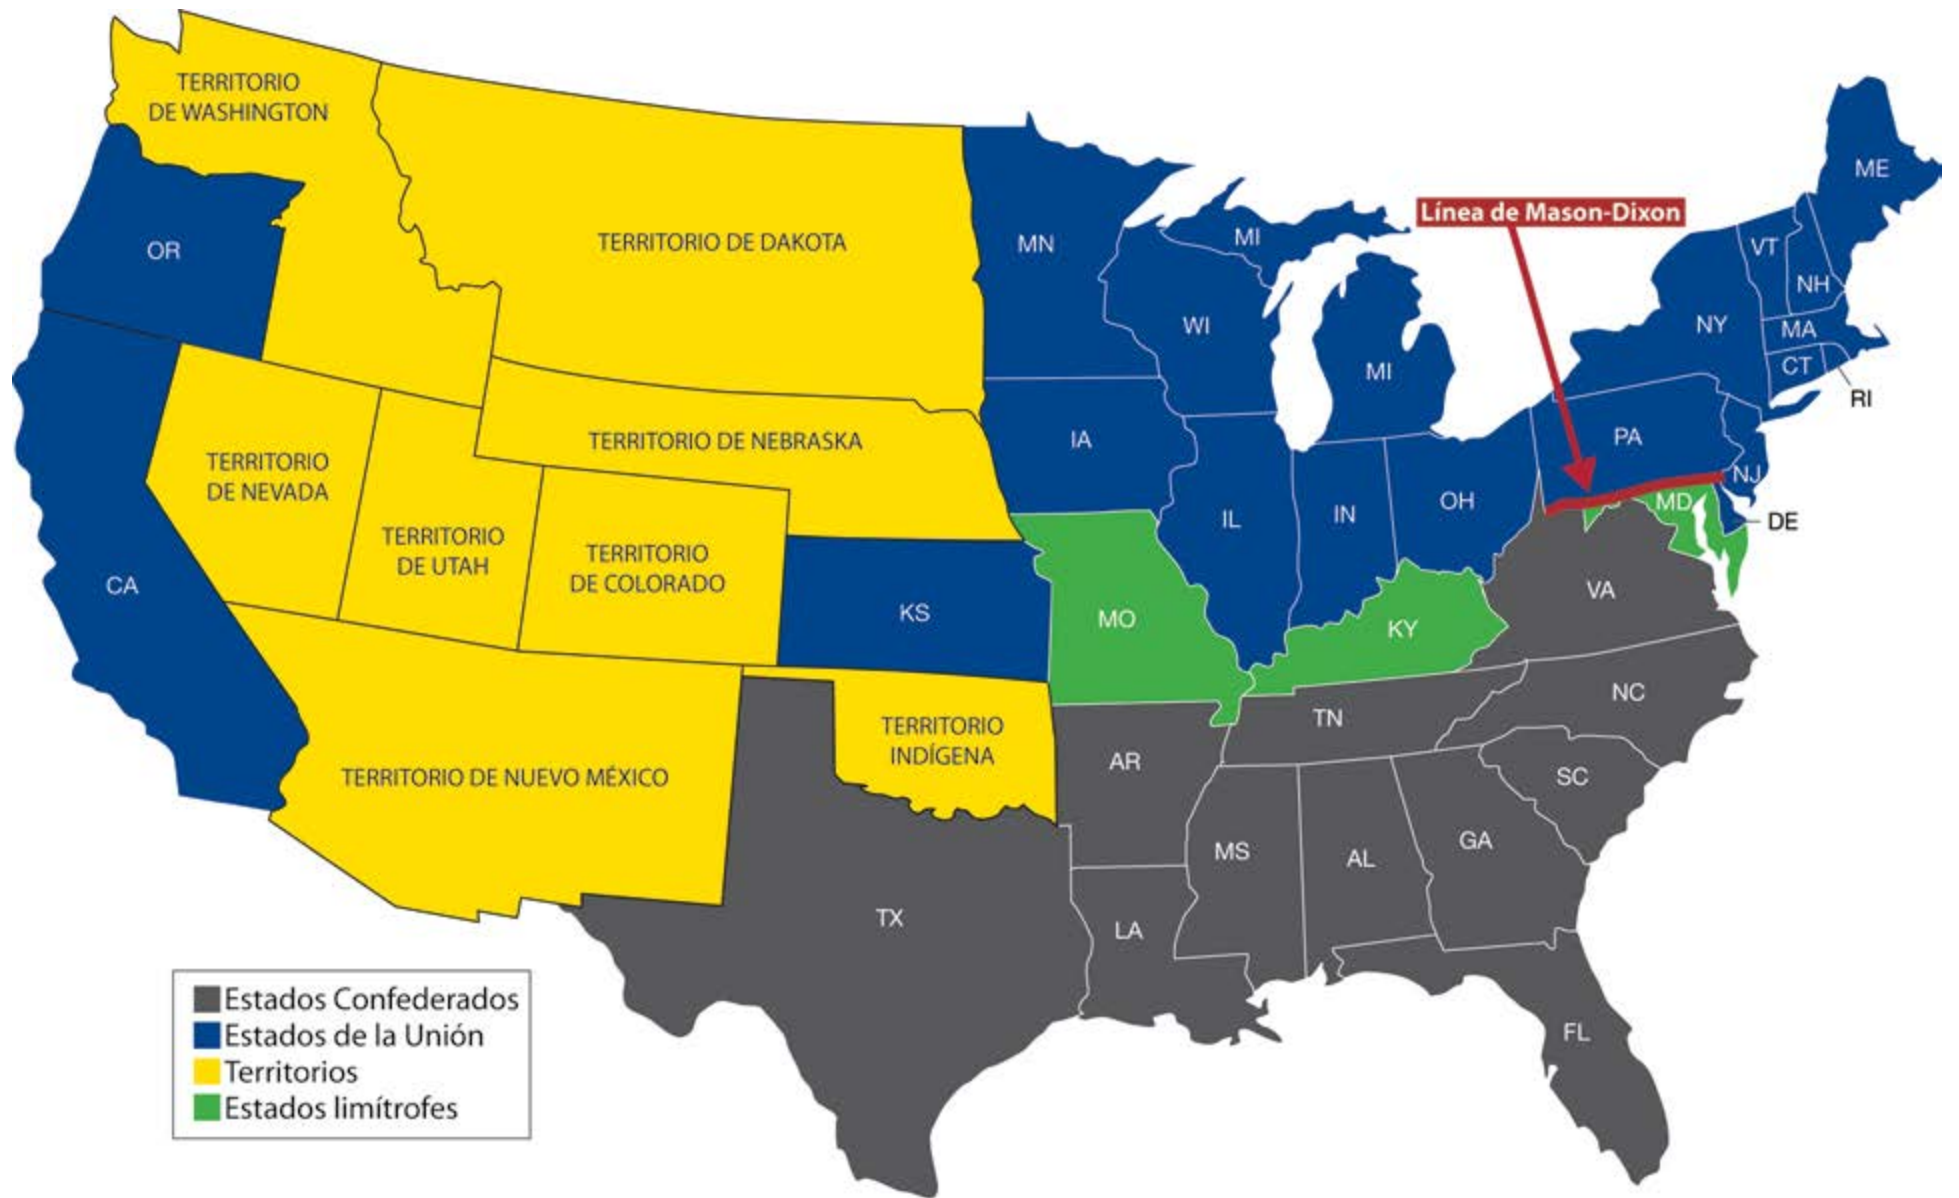 TERRITORIO
DE WASHINGTON
TERRITORIO DE DAKOTA
OR
MN
MI
Línea de Mason-Dixon
ME
VT
NH
WI
NY
MA
MI
CT
RI
TERRITORIO
DE NEVADA
TERRITORIO DE NEBRASKA
IA
PA
NJ
TERRITORIO
DE UTAH
TERRITORIO
DE COLORADO
IL
IN
OH
MD
DE
CA
KS
MO
KY
VA
TERRITORIO DE NUEVO MÉXICO
TERRITORIO
INDÍGENA
AR
TN
NC
SC
MS
AL
GA
TX
LA
FL
Estados Confederados
Estados de la Unión
Territorios
Estados limítrofes